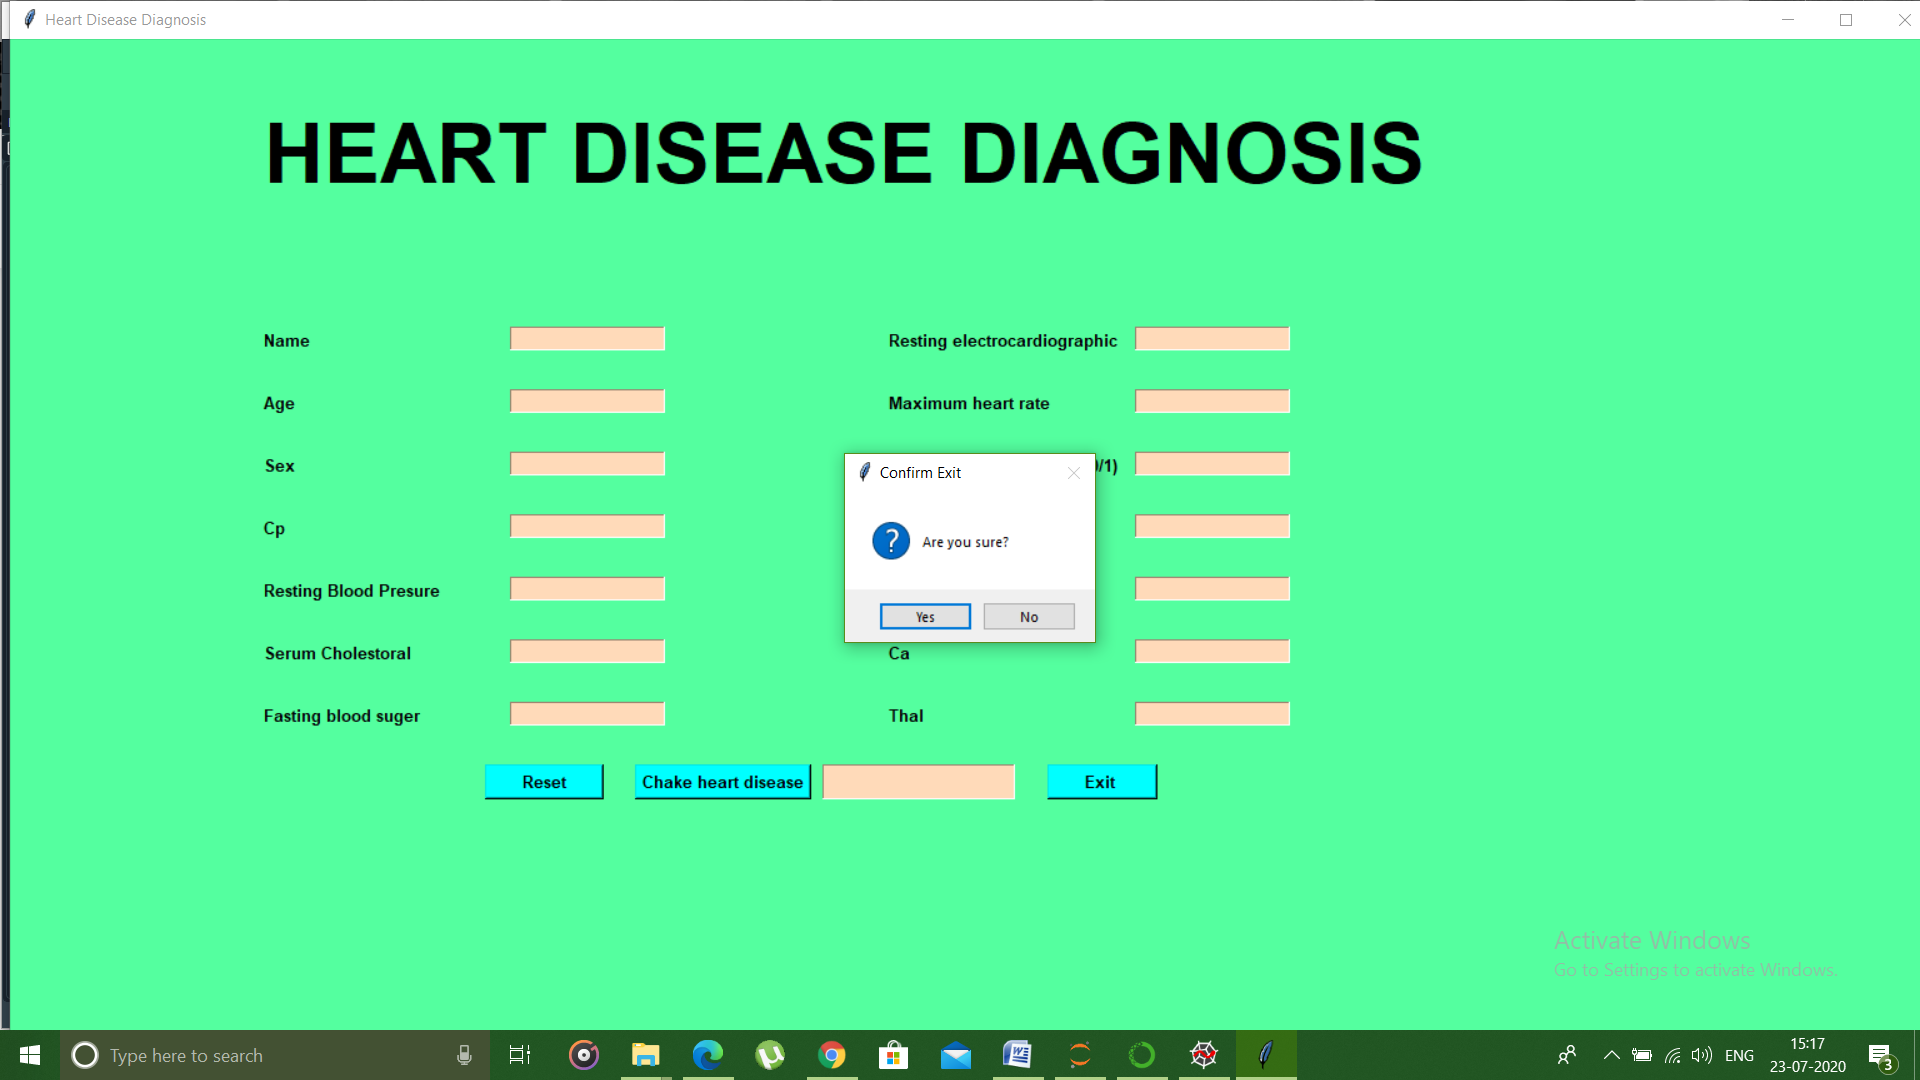 Heart Disease Diagnosis
HEART DISEASE DIAGNOSIS
Name
Resting electrocardiographic
Age
Maximum heart rate
Sex
/1)
Confirm Exit
Cp
Are you sure?
Resting Blood Presure
Yes
No
Serum Cholestoral
Ca
Fasting blood suger
Thal
Reset
Chake heart disease
Exit
Activate Windows
Go to Settings to activate Windows.
Type here to search
ENG
15:17
23-07-2020
3